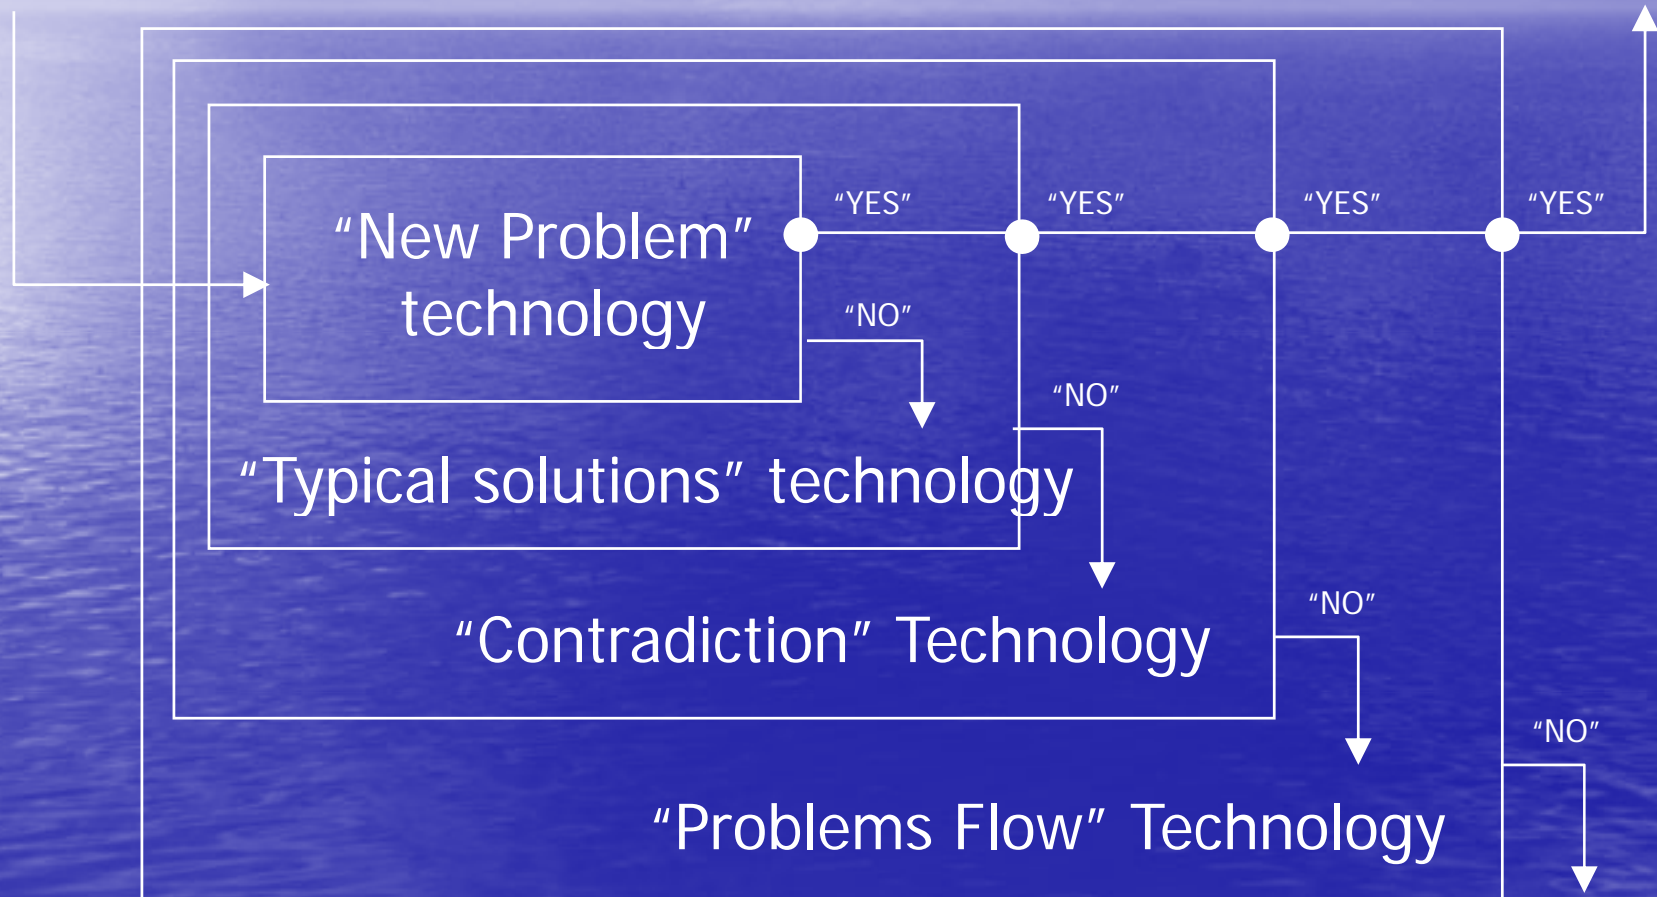 "YES" "YES" "YES" "YES"
"New Problem"
technology
"NO"
"NO"
"Typical solutions" technology
"NO"
"Contradiction" Technology
"NO"
"Problems Flow" Technology